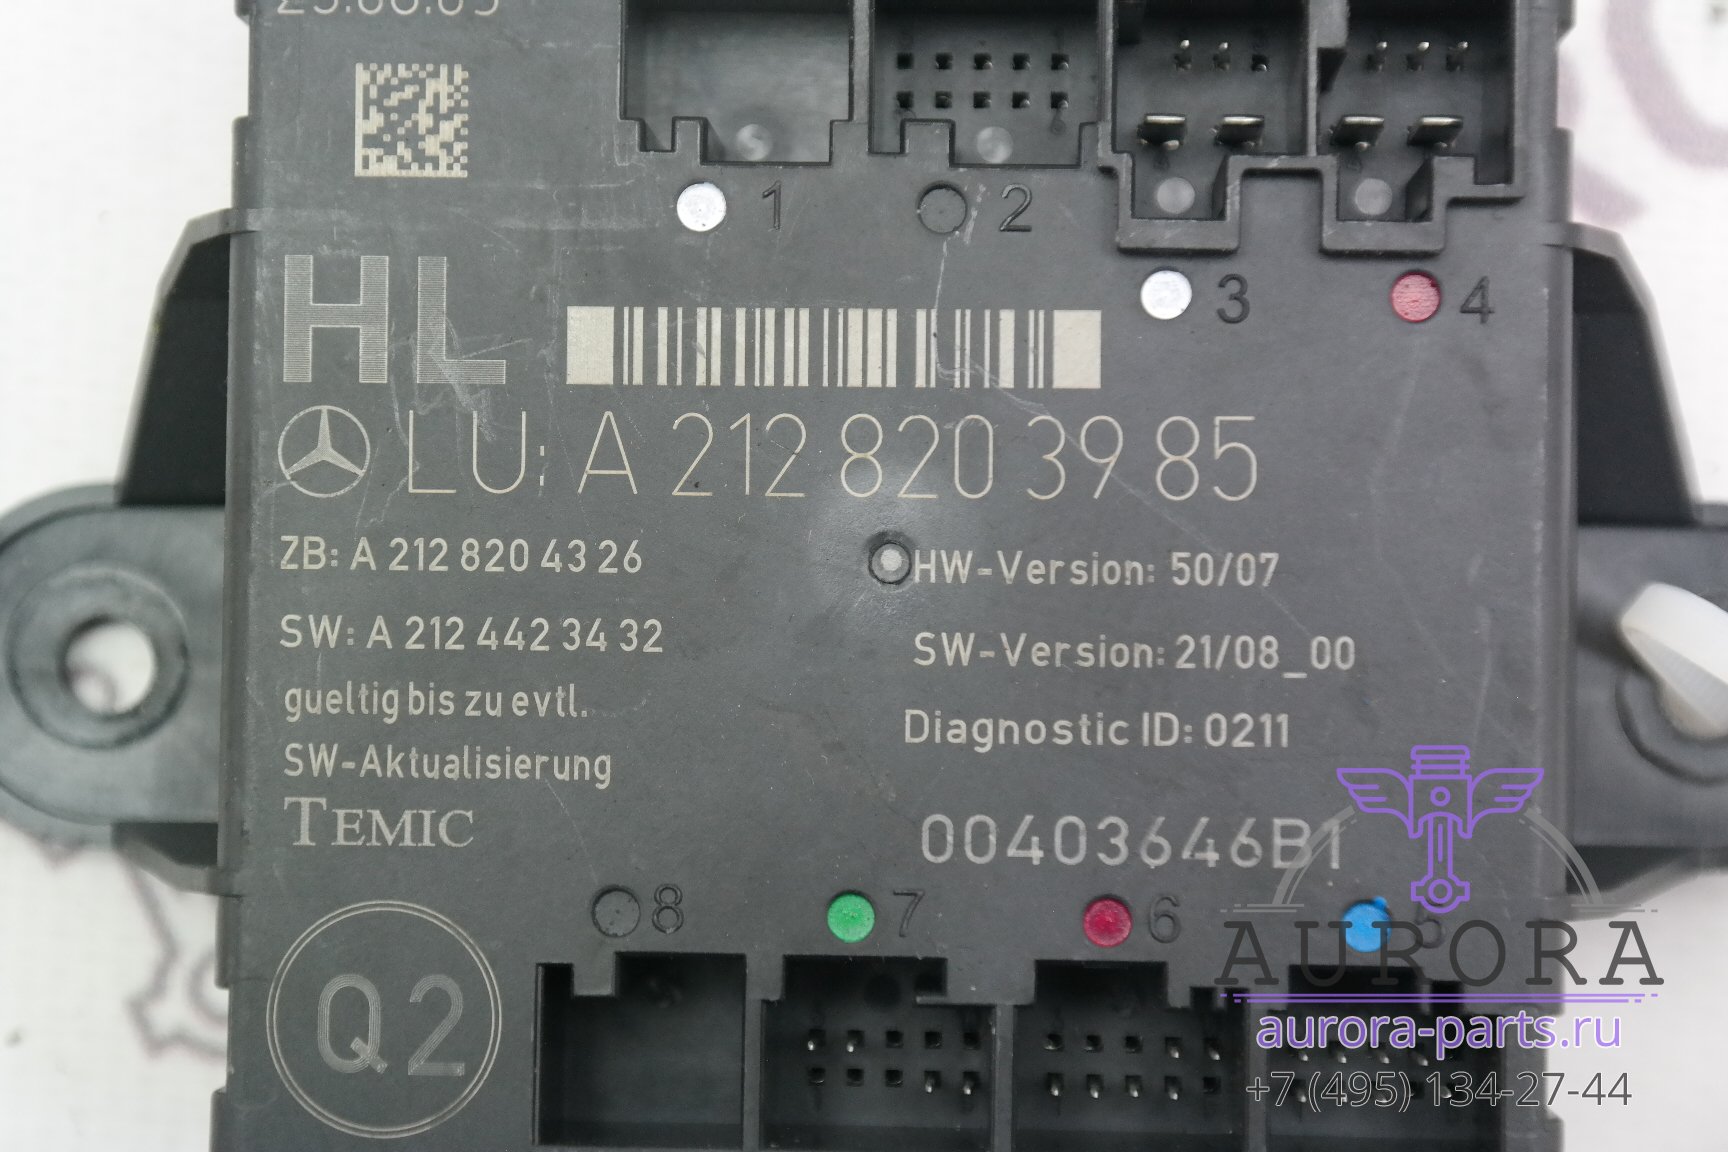 1
2
3
4
HL
LU: A 212 820 39 85
ZB: A 212 820 43 26
HW-Version: 50/07
SW: A 212 442 34 32
SW-Version: 21/08_00
gueltig bis zu evtl.
Diagnostic ID: 0211
SW-Aktualisierung
TEMIC
00403646B1
8
7
6
5
Q2
AURORA
aurora-parts.ru
+7 (495) 134-27-44